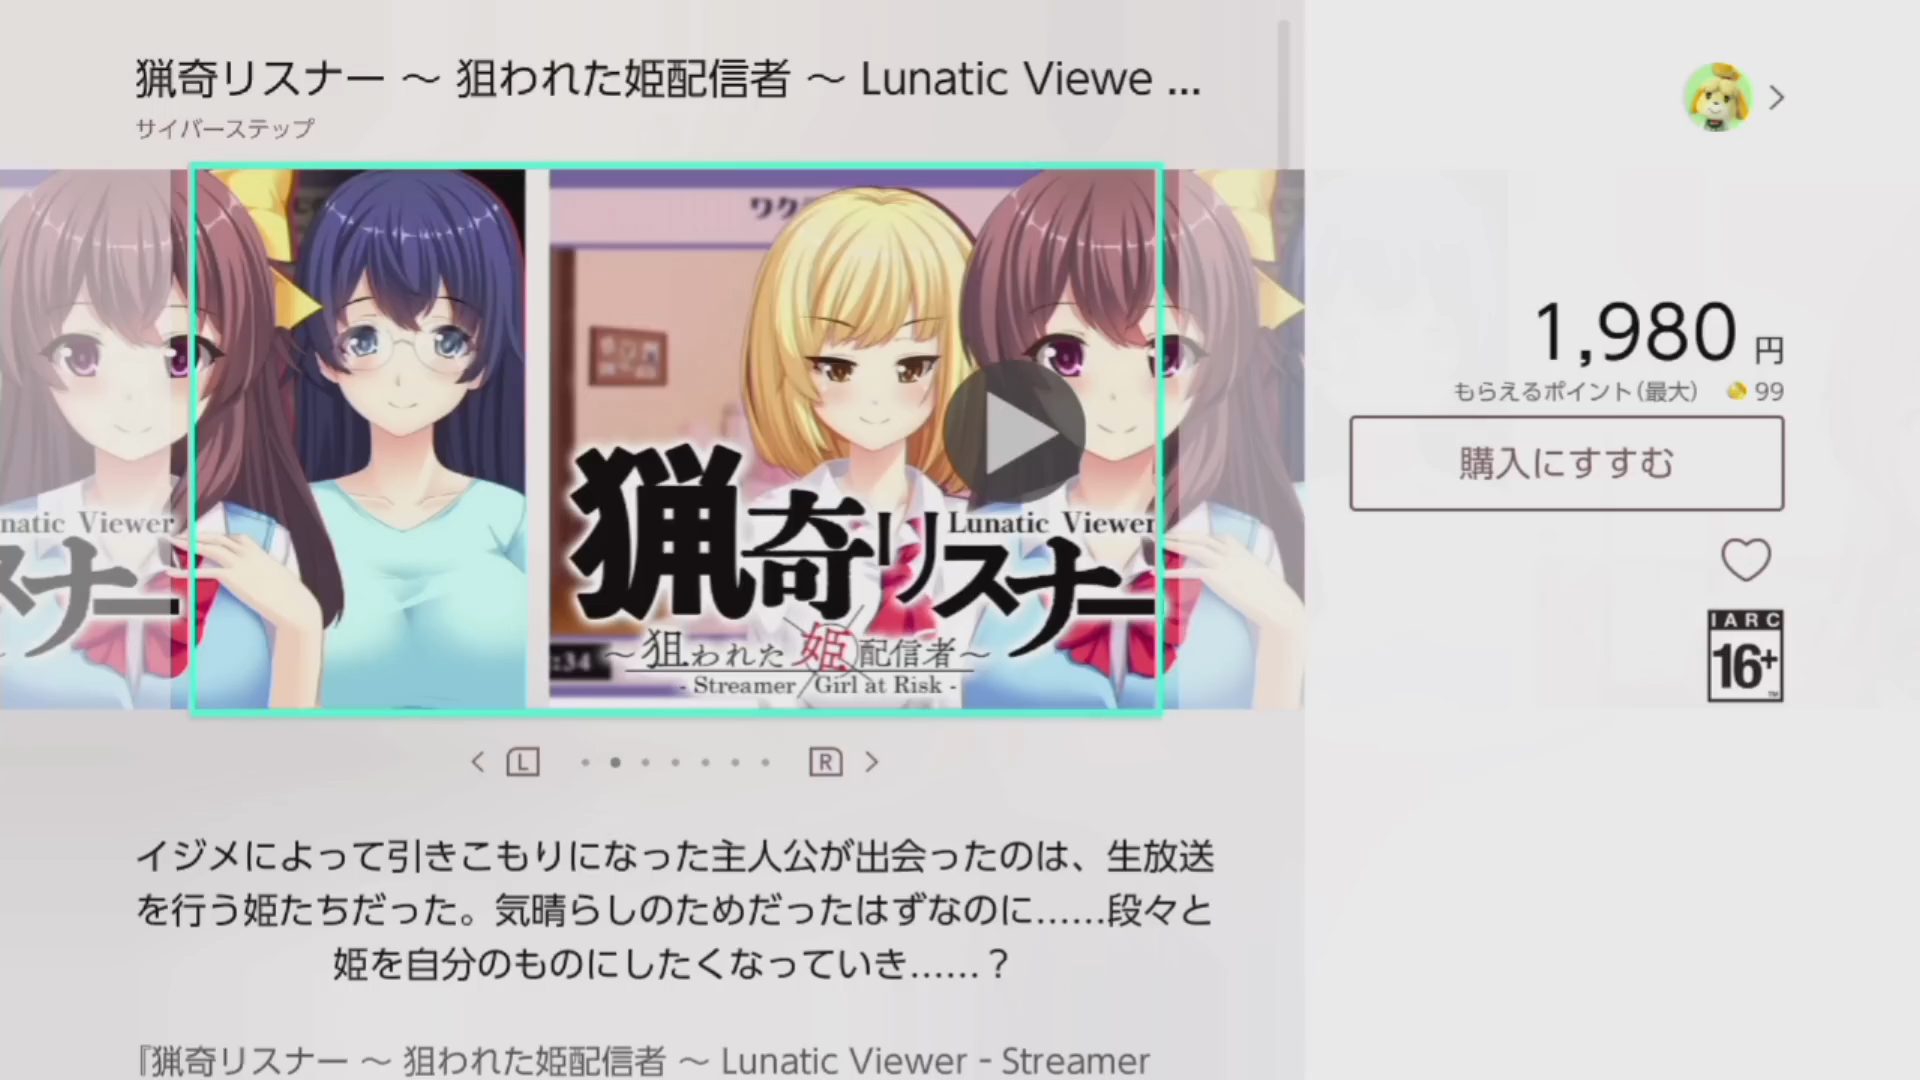 猟奇リスナー ～ 狙われた姫配信者 ～ Lunatic Viewe ...
サイバーステップ
natic Viewer
スナー
ワク
猟奇リスナー
Lunatic Viewer
:34
～狙われた姫配信者～
- Streamer Girl at Risk -
1,980 円
もらえるポイント(最大) 99
購入にすすむ
IARC
16+
L
R
イジメによって引きこもりになった主人公が出会ったのは、生放送
を行う姫たちだった。気晴らしのためだったはずなのに……段々と
姫を自分のものにしたくなっていき……？
『猟奇リスナー ～ 狙われた姫配信者 ～ Lunatic Viewer - Streamer